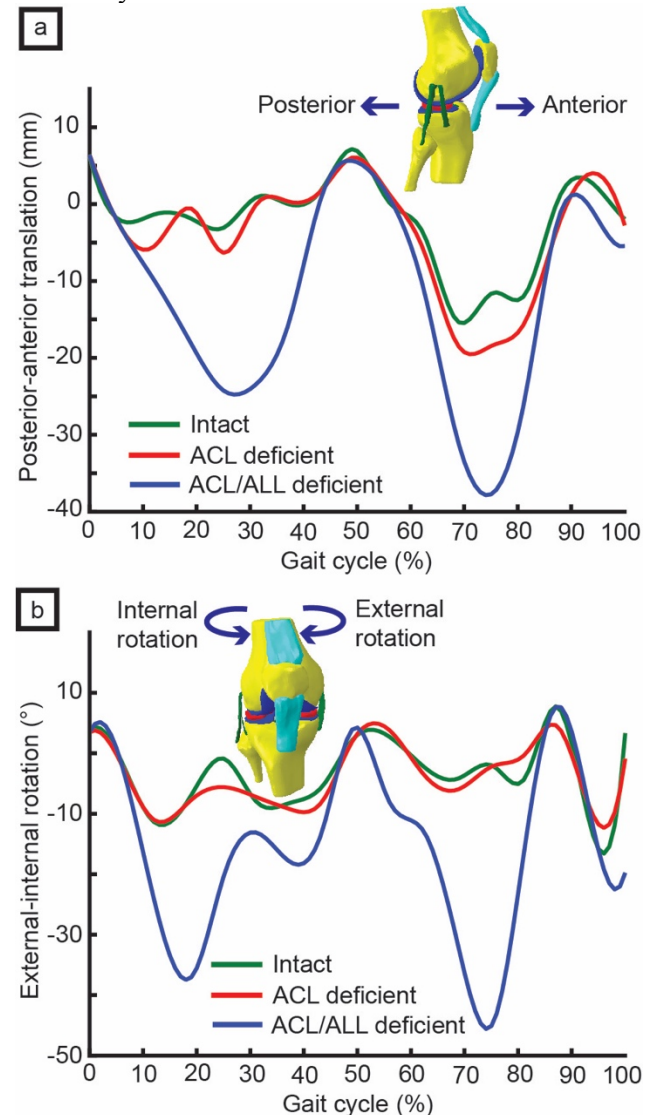 a
Posterior
Anterior
Posterior-anterior translation (mm)
10
0
-10
-20
-30
-40
Intact
ACL deficient
ACL/ALL deficient
0 10 20 30 40 50 60 70 80 90 100
Gait cycle (%)
b
Internal rotation
External rotation
External-internal rotation (°)
10
-10
-30
-50
Intact
ACL deficient
ACL/ALL deficient
0 10 20 30 40 50 60 70 80 90 100
Gait cycle (%)